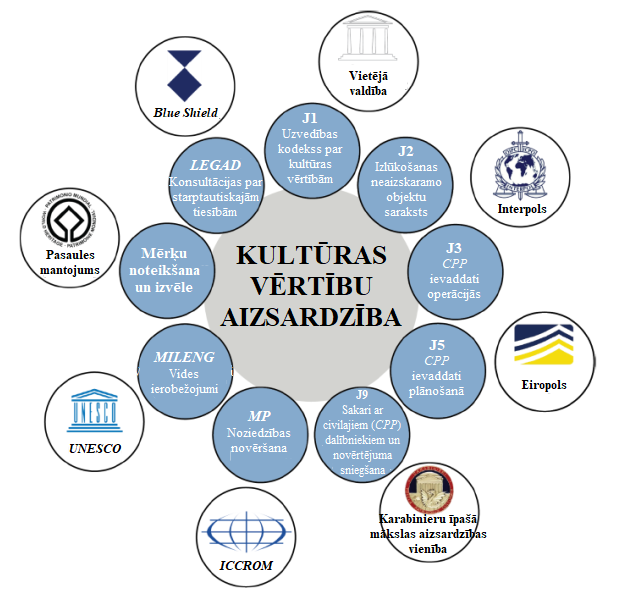 KULTŪRAS
VĒRTĪBU
AIZSARDZĪBA
J1
Uzvedības
kodekss par
kultūras
vērtībām
J2
Izlūkošanas
neaizskaramo
objektu
saraksts
J3
CPP
ievaddati
operācijās
J5
CPP
ievaddati
plānošanā
J9
Sakari ar
civilajiem (CPP)
dalībniekiem un
novērtējuma
sniegšana
MP
Noziedzības
novēršana
MILENG
Vides
ierobežojumi
Mērķu
noteikšana
un izvēle
LEGAD
Konsultācijas par
starptautiskajām
tiesībām
Vietējā
valdība
Interpols
Eiropols
Karabinieru īpašā
mākslas aizsardzības
vienība
ICCROM
UNESCO
UNESCO
Pasaules
mantojums
Blue Shield